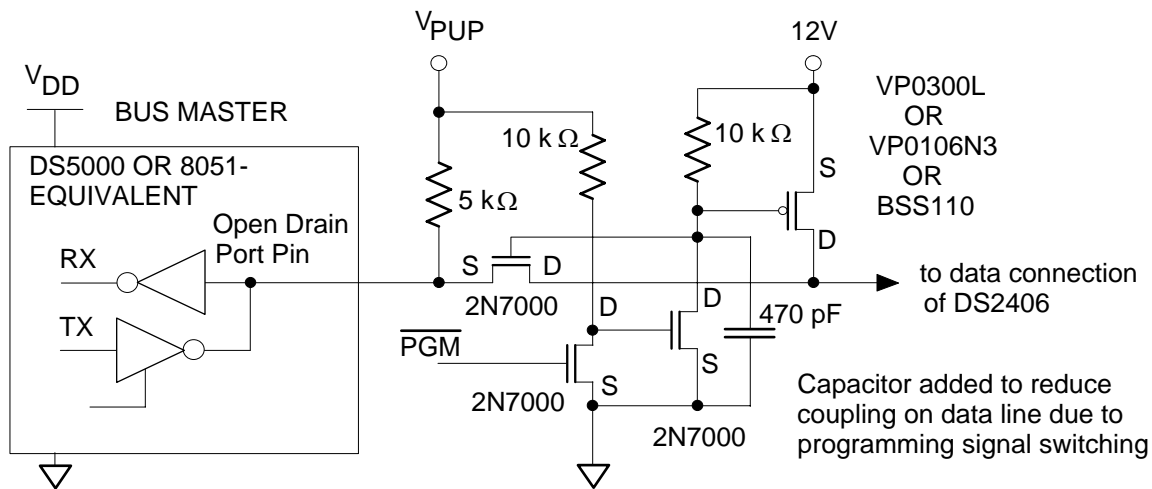 VPUP
12V
VDD
BUS MASTER
DS5000 OR 8051-
EQUIVALENT
Open Drain
Port Pin
RX
TX
10 kΩ
5 kΩ
S
D
2N7000
PGM
D
S
2N7000
10 kΩ
D
S
2N7000
470 pF
S
D
VP0300L
OR
VP0106N3
OR
BSS110
to data connection
of DS2406
Capacitor added to reduce
coupling on data line due to
programming signal switching